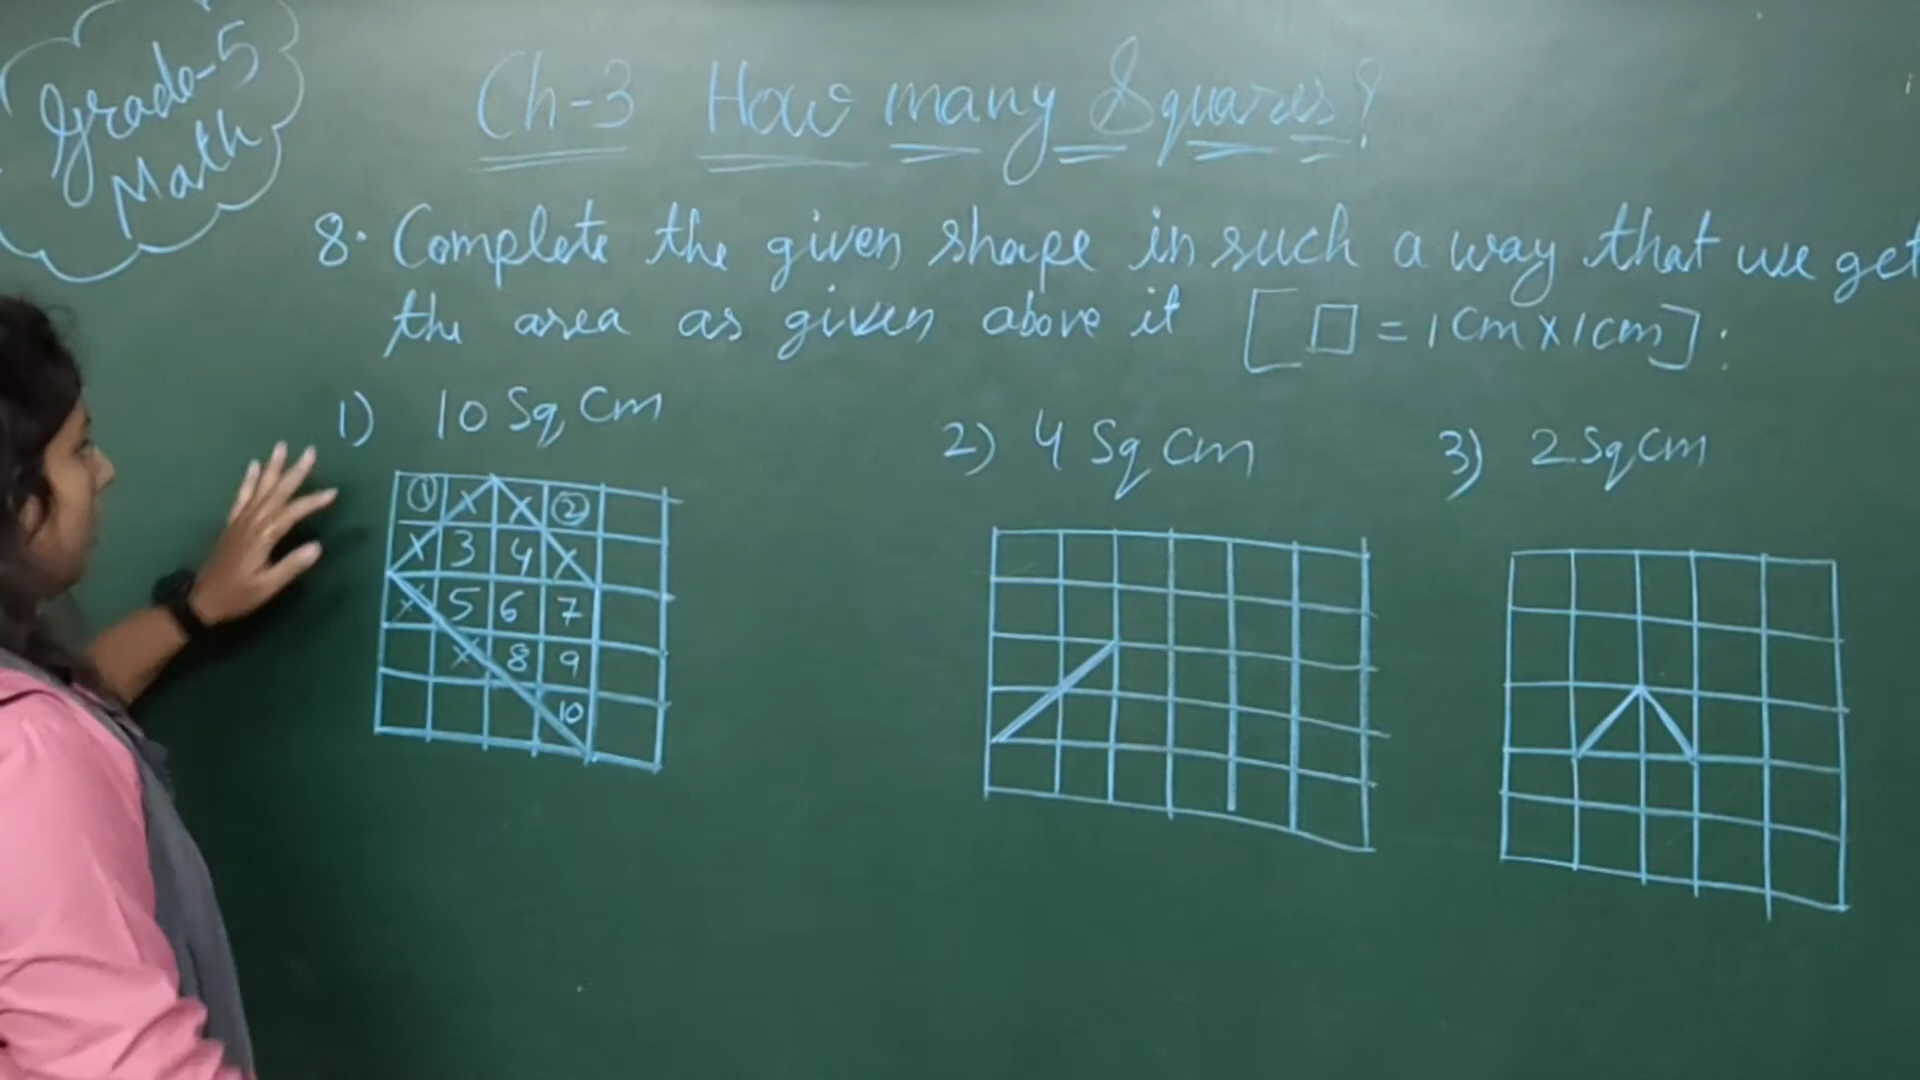 Grade-5
Math
Ch-3 How many Squares?
8. Complete the given shape in such a way that we get
the area as given above it [ □ = 1cm x 1cm ] :
1) 10 Sq Cm
2) 4 Sq Cm
3) 2 Sq Cm
① X X ②
X 3 4 X
X 5 6 7
X 8 9
10